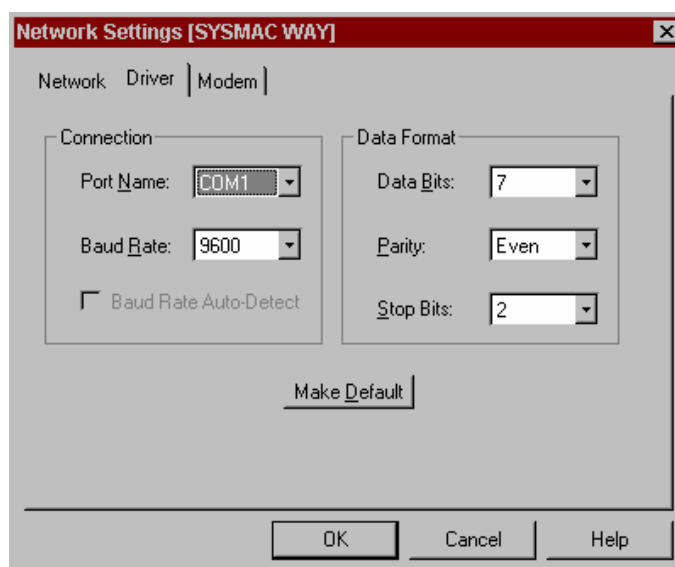 Network Settings [SYSMAC WAY]
Network Driver Modem
Connection
Port Name: COM1
Baud Rate: 9600
Baud Rate Auto-Detect
Data Format
Data Bits: 7
Parity: Even
Stop Bits: 2
Make Default
OK Cancel Help